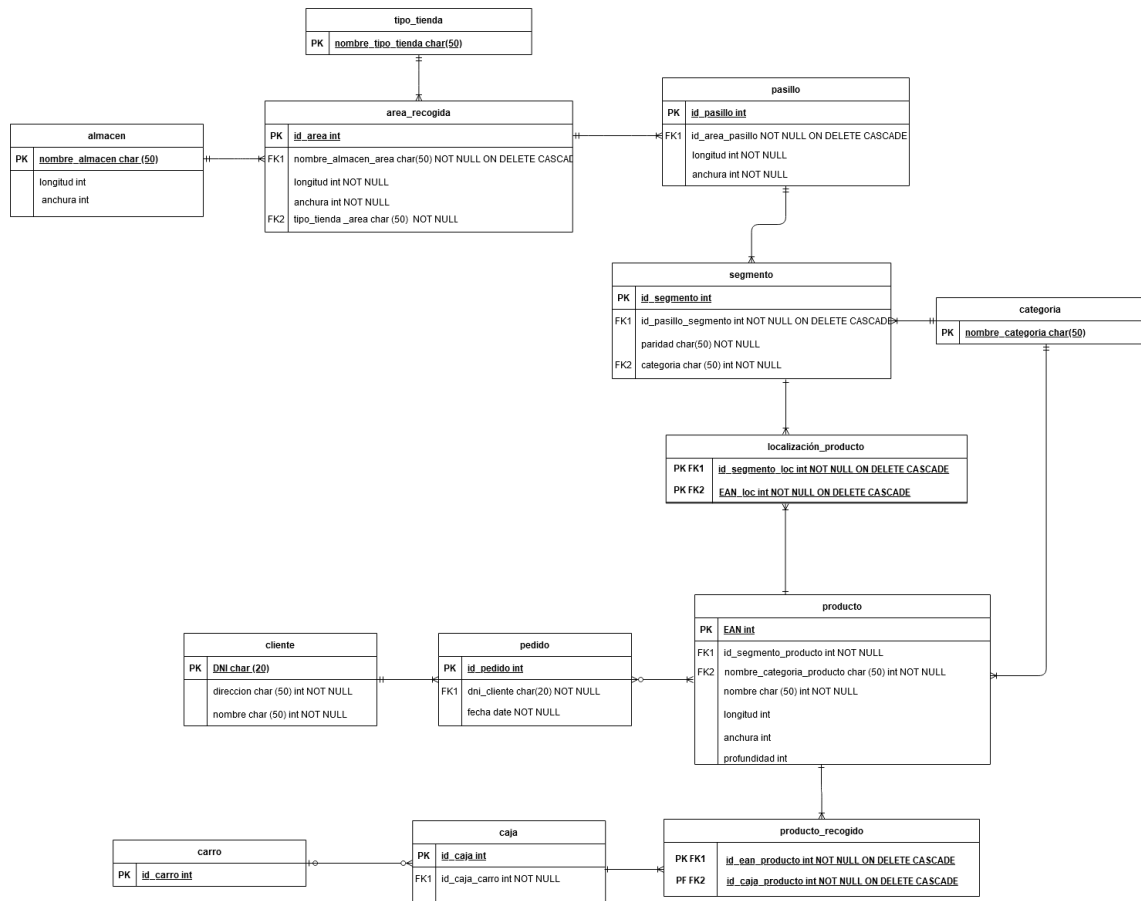 tipo_tienda
PK nombre_tipo_tienda char(50)
almacen
PK nombre_almacen char (50)
longitud int
anchura int
area_recogida
PK id_area int
FK1 nombre_almacen_area char(50) NOT NULL ON DELETE CASCAD
longitud int NOT NULL
anchura int NOT NULL
FK2 tipo_tienda _area char (50) NOT NULL
pasillo
PK id_pasillo int
FK1 id_area_pasillo NOT NULL ON DELETE CASCADE
longitud int NOT NULL
anchura int NOT NULL
segmento
PK id_segmento int
FK1 id_pasillo_segmento int NOT NULL ON DELETE CASCADE
paridad char(50) NOT NULL
FK2 categoria char (50) int NOT NULL
categoria
PK nombre_categoria char(50)
localización_producto
PK FK1 id_segmento_loc int NOT NULL ON DELETE CASCADE
PK FK2 EAN_loc int NOT NULL ON DELETE CASCADE
cliente
PK DNI char (20)
direccion char (50) int NOT NULL
nombre char (50) int NOT NULL
pedido
PK id_pedido int
FK1 dni_cliente char(20) NOT NULL
fecha date NOT NULL
producto
PK EAN int
FK1 id_segmento_producto int NOT NULL
FK2 nombre_categoria_producto char (50) int NOT NULL
nombre char (50) int NOT NULL
longitud int
anchura int
profundidad int
carro
PK id_carro int
caja
PK id_caja int
FK1 id_caja_carro int NOT NULL
producto_recogido
PK FK1 id_ean_producto int NOT NULL ON DELETE CASCADE
PF FK2 id_caja_producto int NOT NULL ON DELETE CASCADE